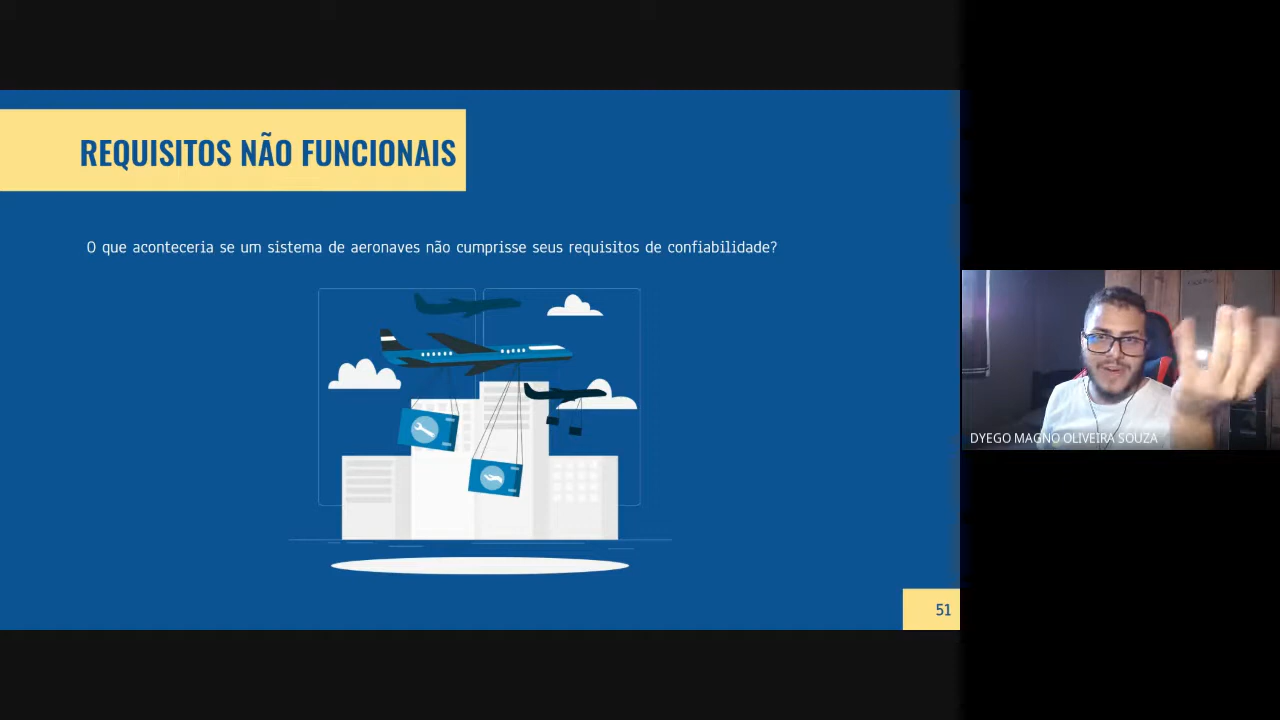 REQUISITOS NÃO FUNCIONAIS
O que aconteceria se um sistema de aeronaves não cumprisse seus requisitos de confiabilidade?
DYEGO MAGNO OLIVEIRA SOUZA
51